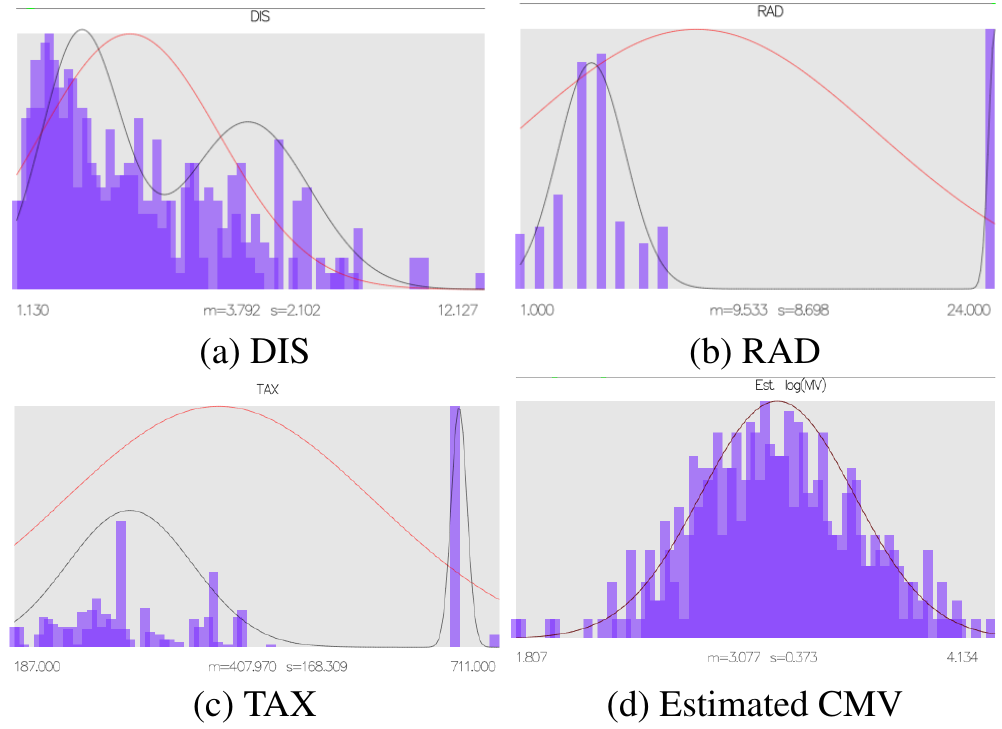 DIS
1.130 m=3.792 s=2.102 12.127
(a) DIS
RAD
1.000 m=9.533 s=8.698 24.000
(b) RAD
TAX
187.000 m=407.970 s=168.309 711.000
(c) TAX
Est log(MV)
1.807 m=3.077 s=0.373 4.134
(d) Estimated CMV